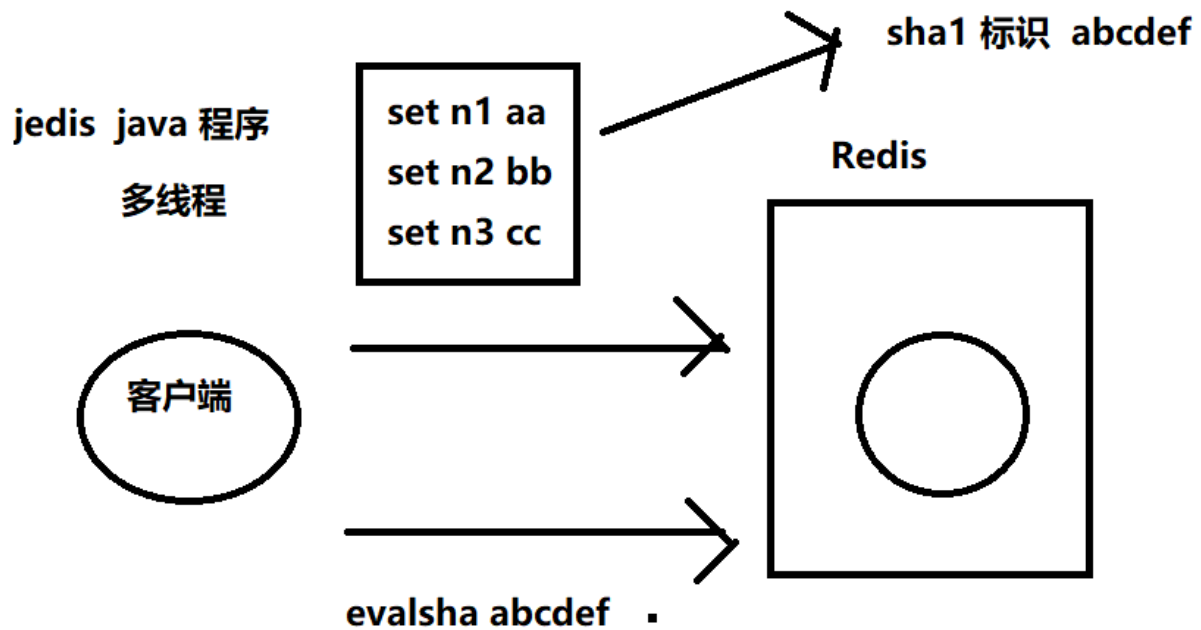 sha1 标识 abcdef
jedis java 程序
多线程
set n1 aa
set n2 bb
set n3 cc
Redis
客户端
evalsha abcdef